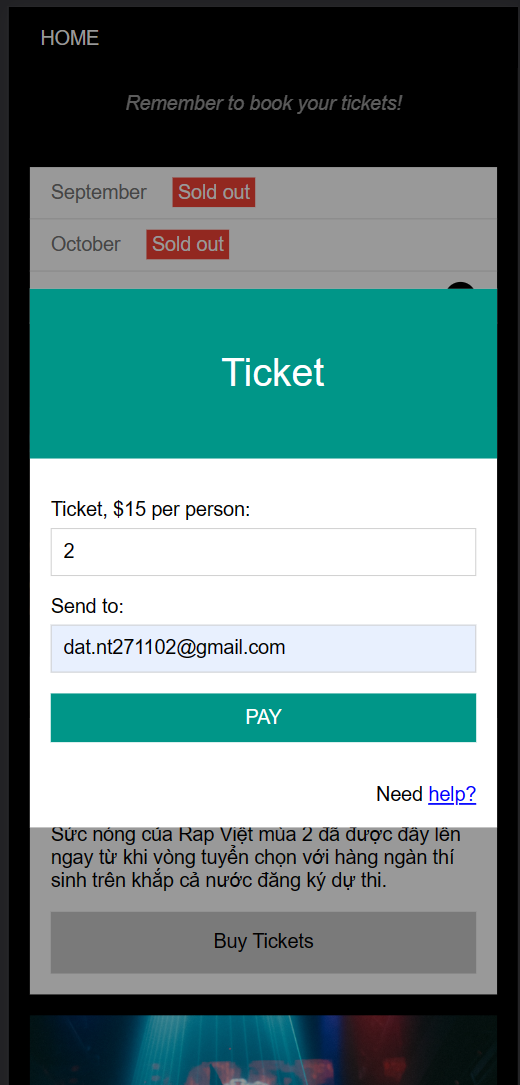 HOME
Remember to book your tickets!
September Sold out
October Sold out
Ticket
Ticket, $15 per person:
2
Send to:
dat.nt271102@gmail.com
PAY
Need help?
Sức nóng của Rap Việt mùa 2 đã được đẩy lên
ngay từ khi vòng tuyển chọn với hàng ngàn thí
sinh trên khắp cả nước đăng ký dự thi.
Buy Tickets